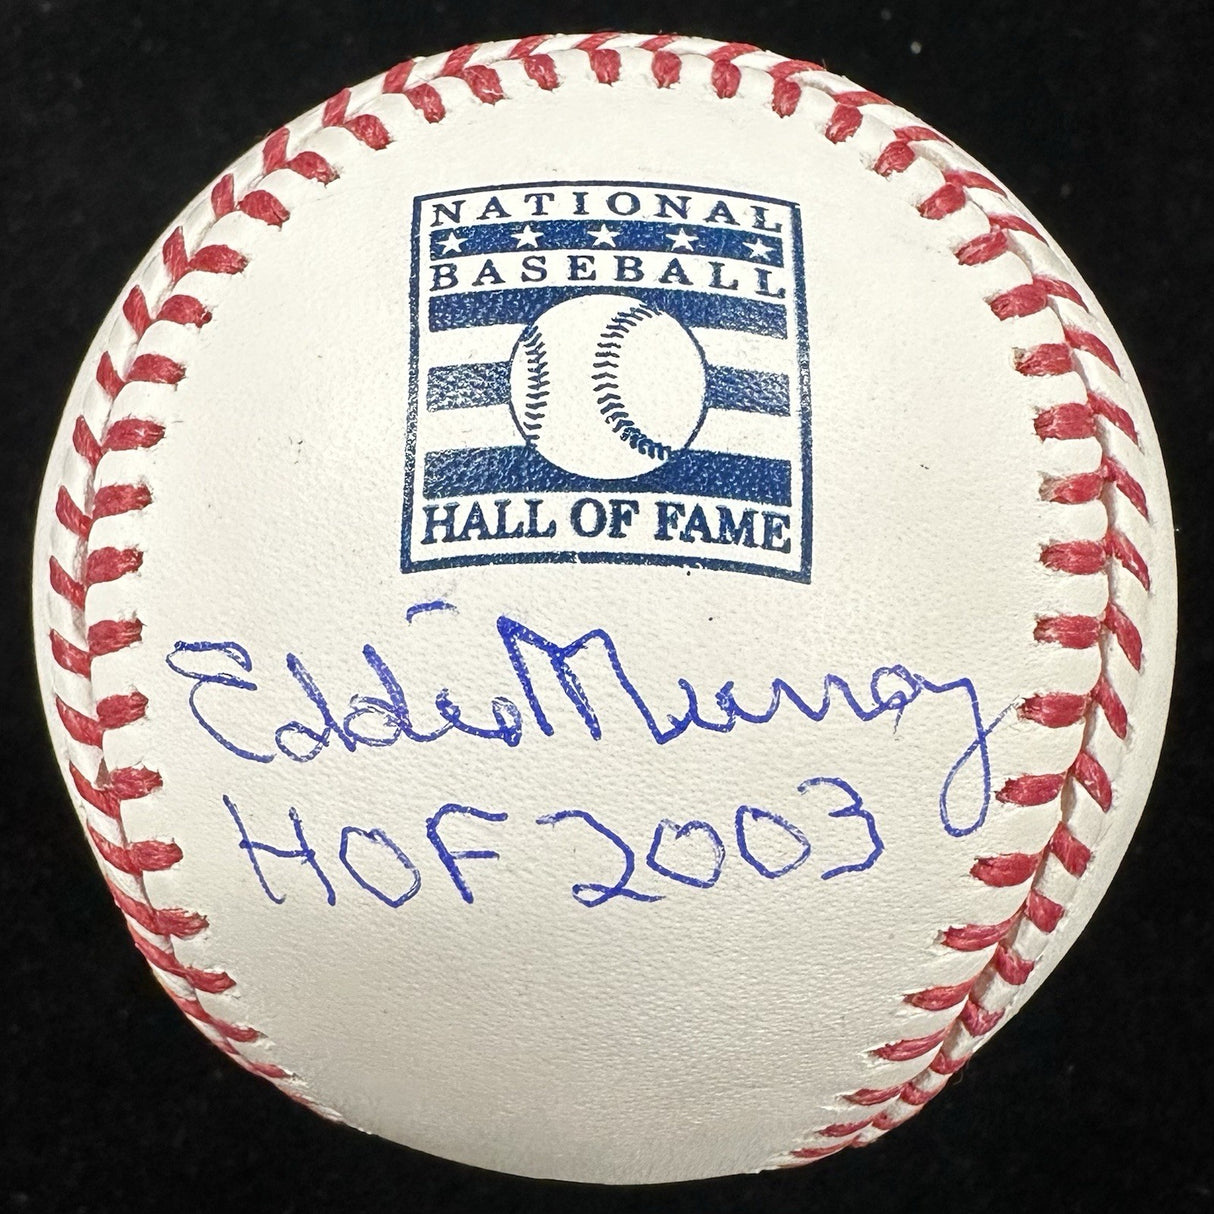 NATIONAL
BASEBALL
HALL OF FAME
Eddie Murray
HOF 2003